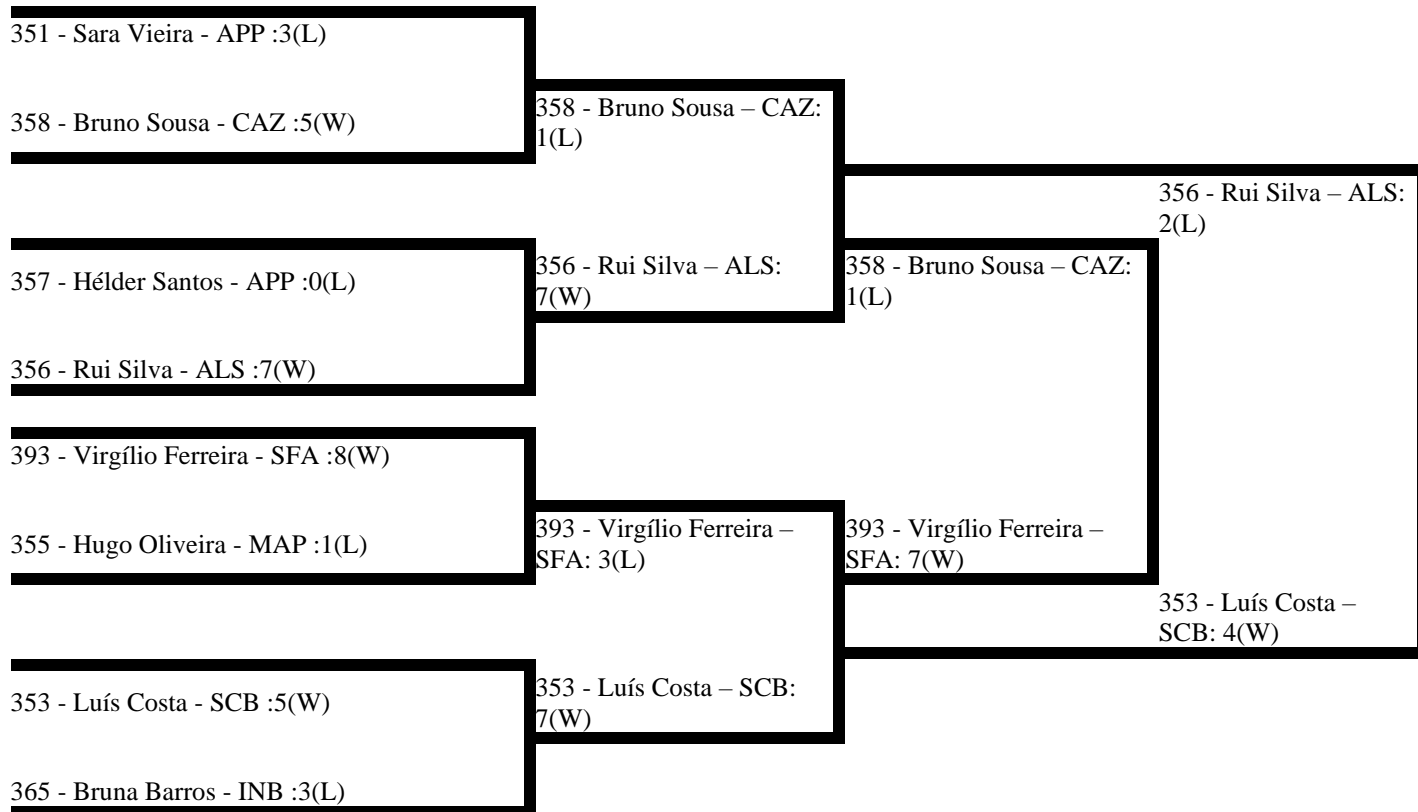 351 - Sara Vieira - APP :3(L)
358 - Bruno Sousa - CAZ :5(W)
357 - Hélder Santos - APP :0(L)
356 - Rui Silva - ALS :7(W)
393 - Virgílio Ferreira - SFA :8(W)
355 - Hugo Oliveira - MAP :1(L)
353 - Luís Costa - SCB :5(W)
365 - Bruna Barros - INB :3(L)
358 - Bruno Sousa – CAZ:
1(L)
356 - Rui Silva – ALS:
7(W)
393 - Virgílio Ferreira –
SFA: 3(L)
353 - Luís Costa – SCB:
7(W)
358 - Bruno Sousa – CAZ:
1(L)
393 - Virgílio Ferreira –
SFA: 7(W)
356 - Rui Silva – ALS:
2(L)
353 - Luís Costa –
SCB: 4(W)